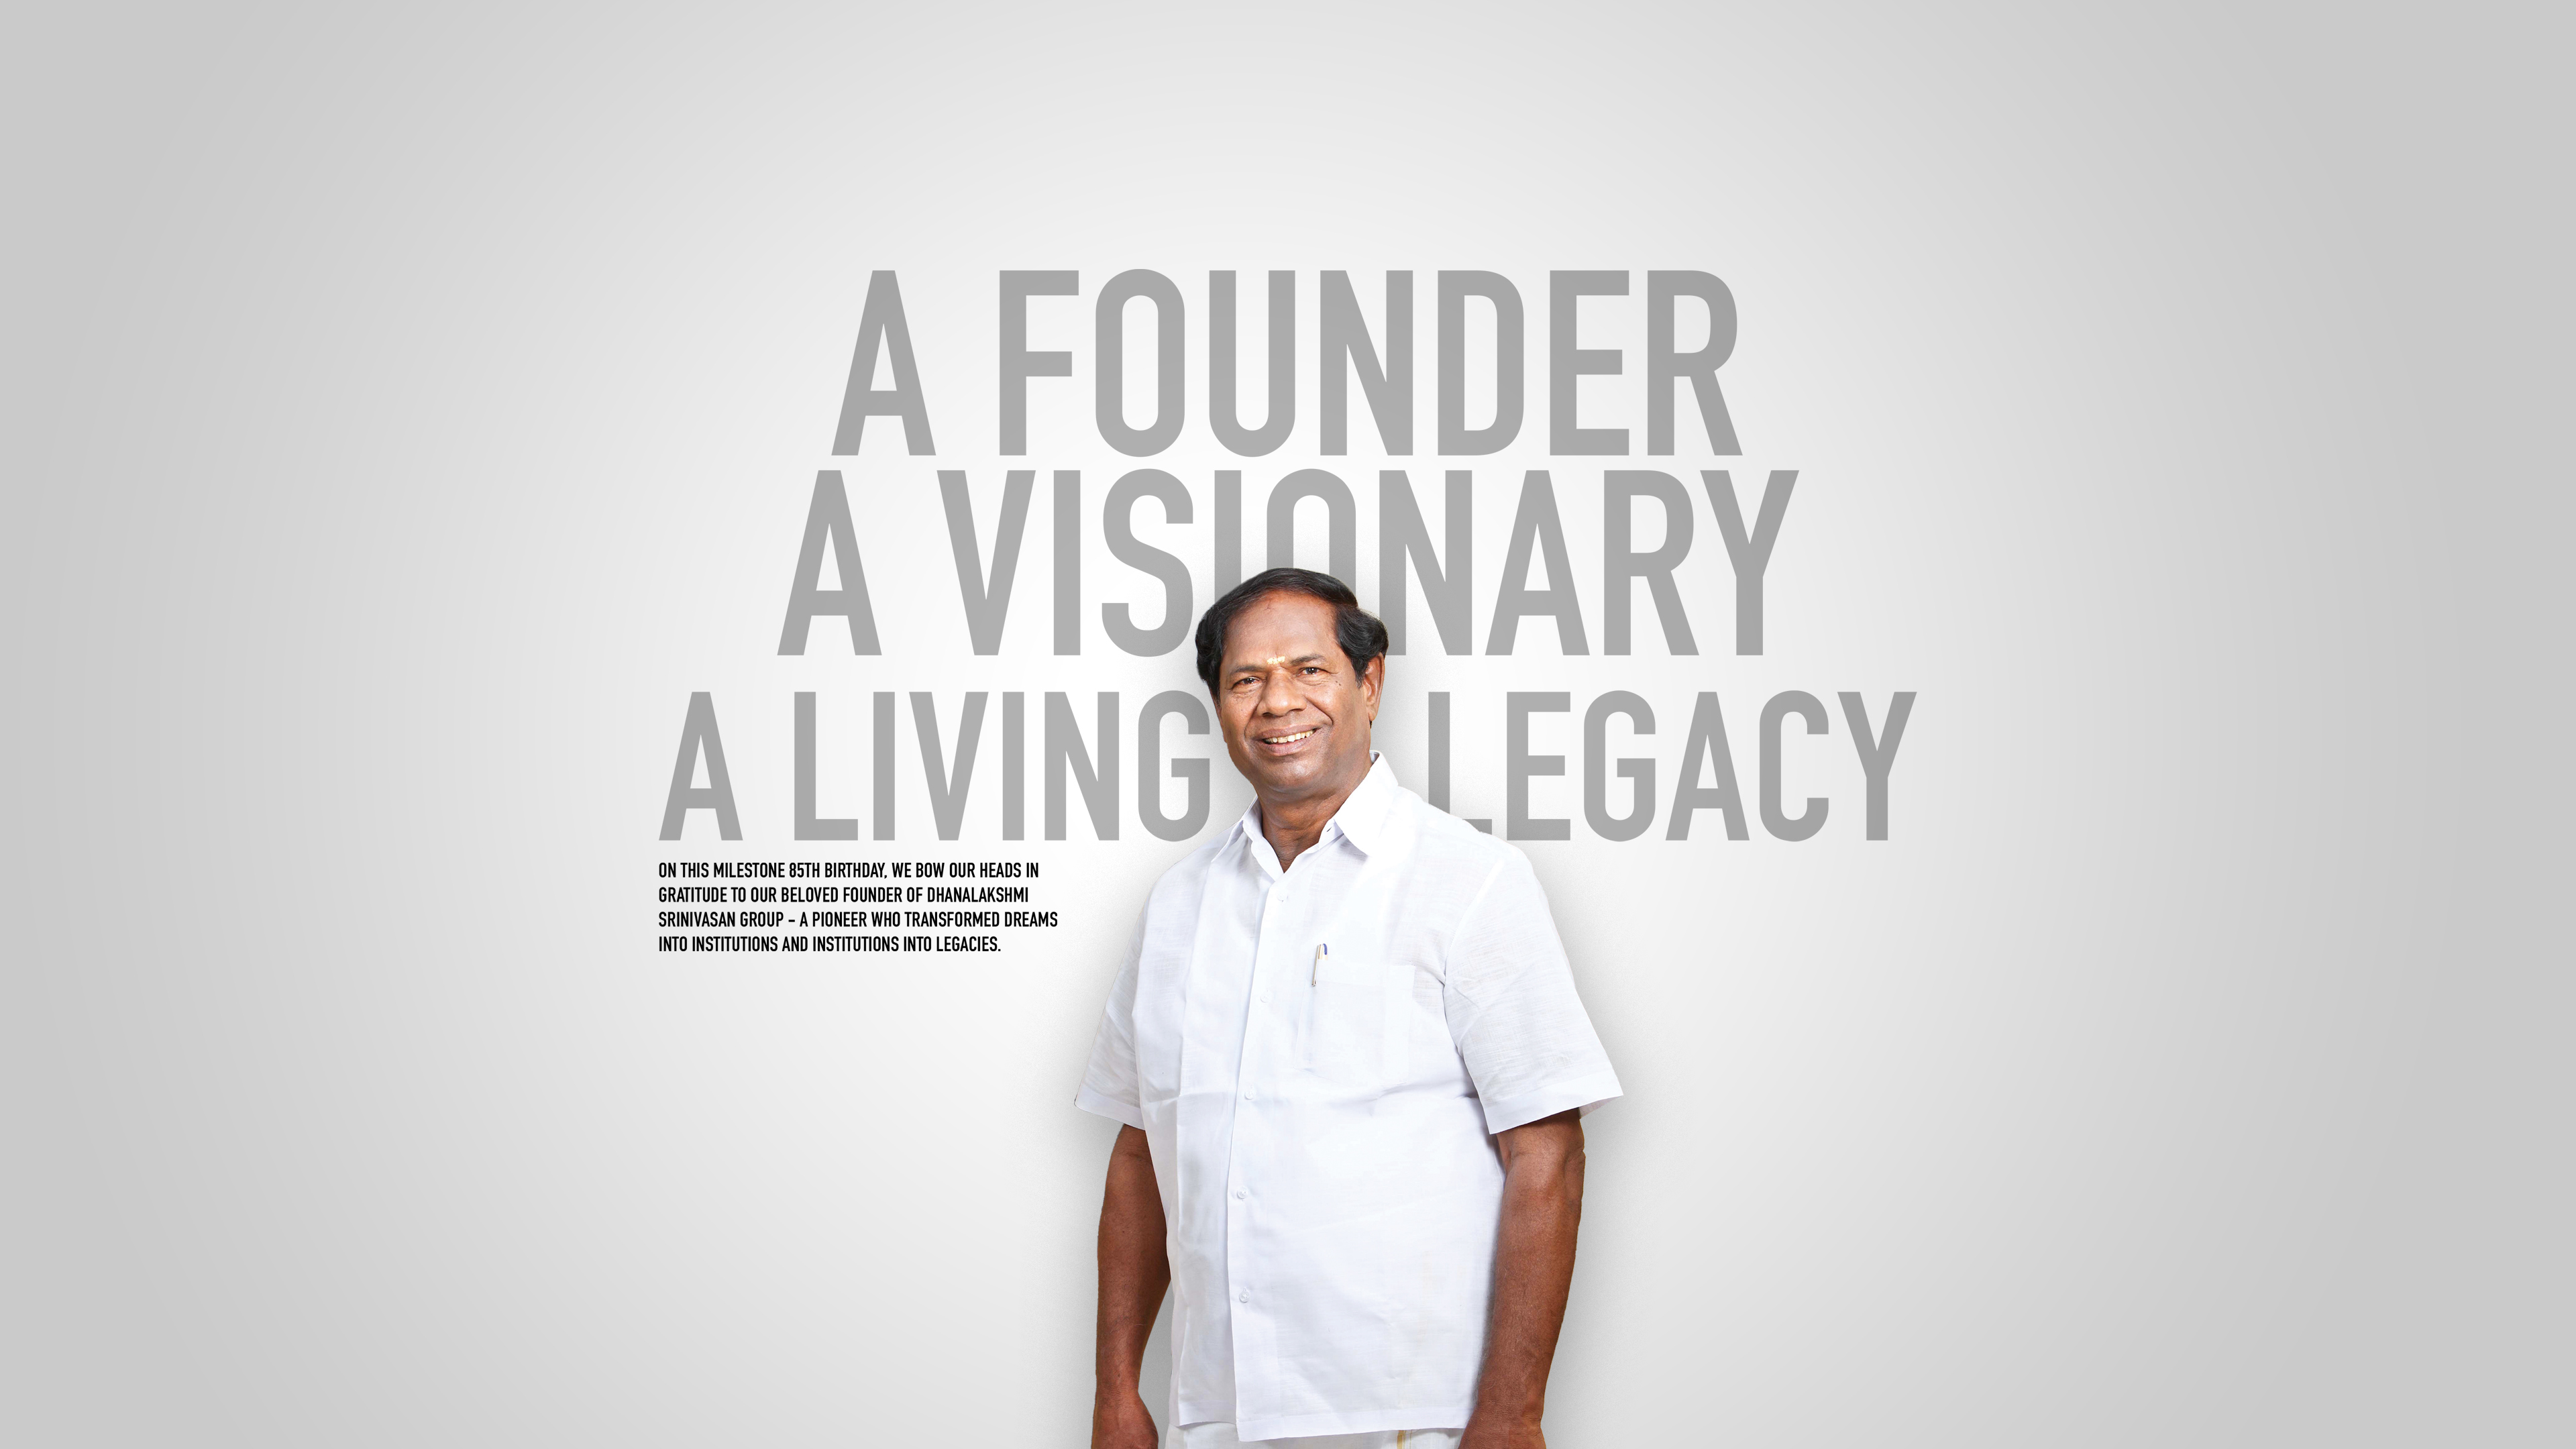 A FOUNDER
A VISIONARY
A LIVING LEGACY
ON THIS MILESTONE 85TH BIRTHDAY, WE BOW OUR HEADS IN
GRATITUDE TO OUR BELOVED FOUNDER OF DHANALAKSHMI
SRINIVASAN GROUP - A PIONEER WHO TRANSFORMED DREAMS
INTO INSTITUTIONS AND INSTITUTIONS INTO LEGACIES.